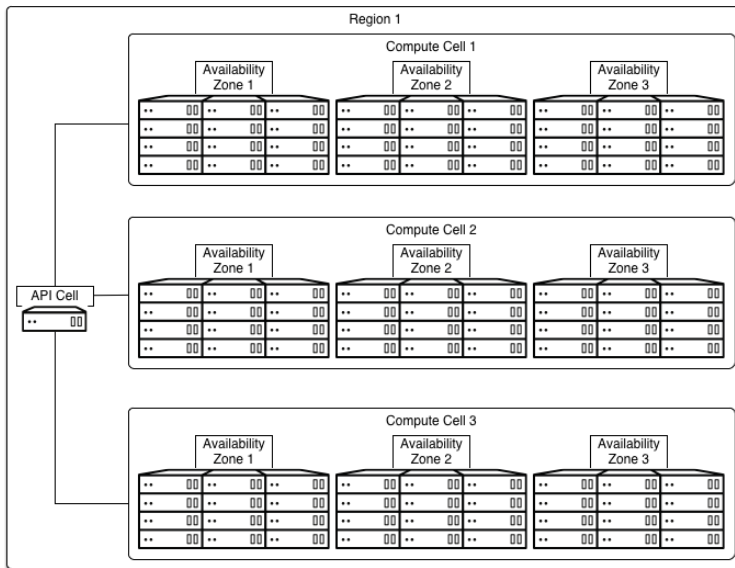 Region 1
Compute Cell 1
Availability
Zone 1
Availability
Zone 2
Availability
Zone 3
Compute Cell 2
Availability
Zone 1
Availability
Zone 2
Availability
Zone 3
API Cell
Compute Cell 3
Availability
Zone 1
Availability
Zone 2
Availability
Zone 3